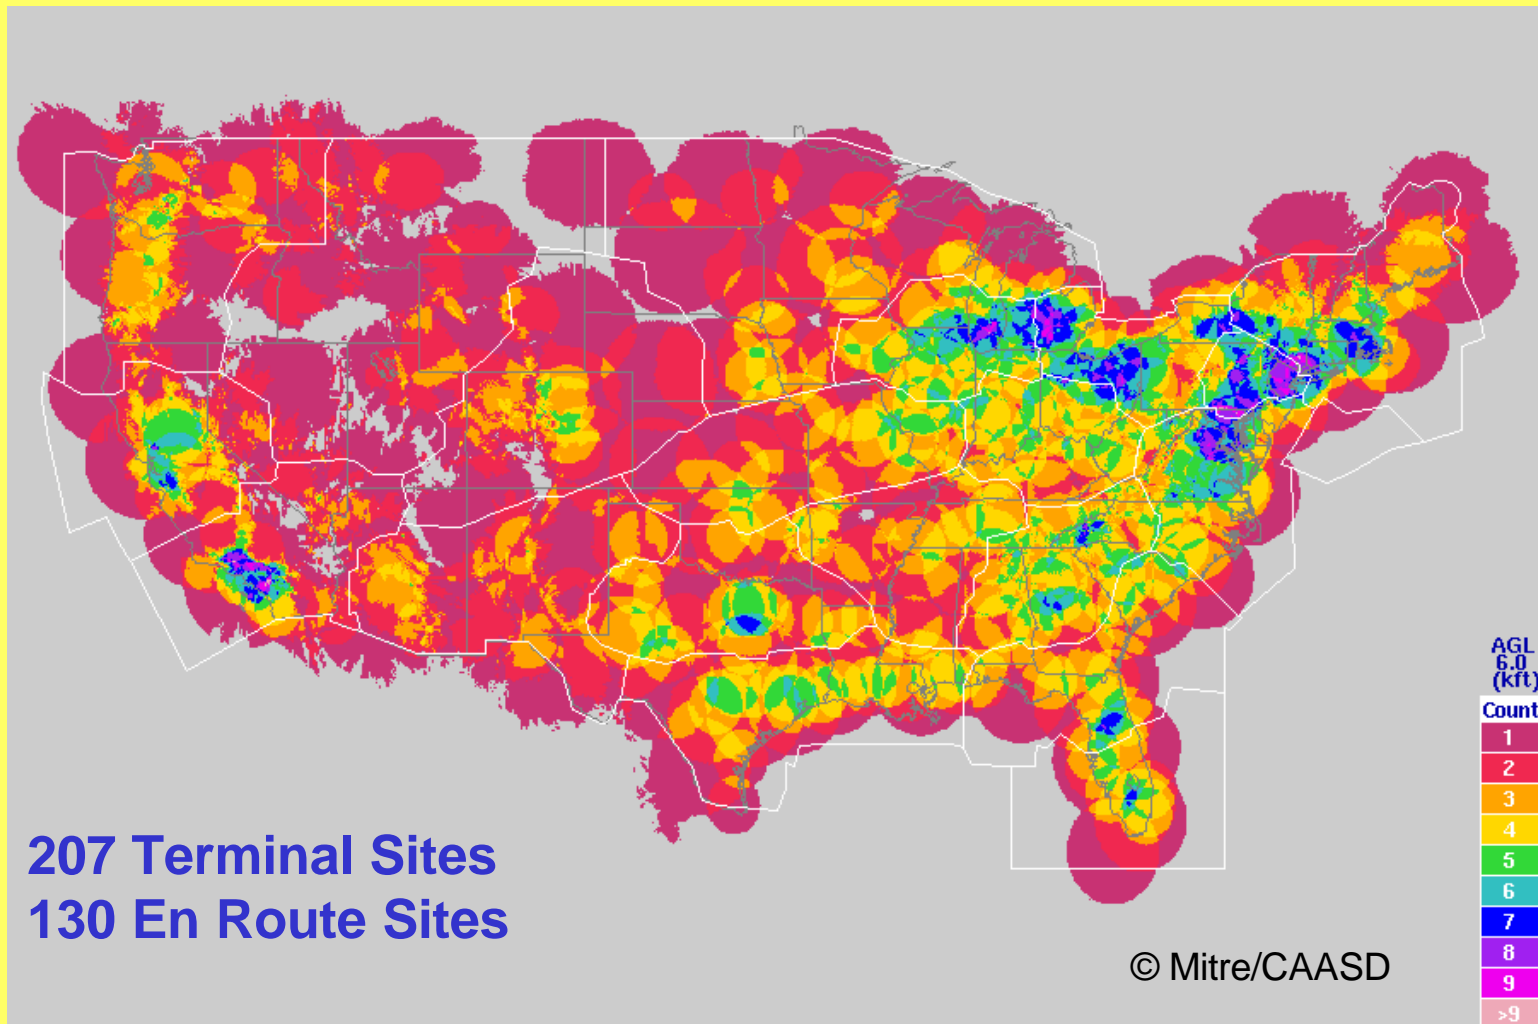 AGL
6.0
(kft)
Count
1
2
3
4
5
6
7
8
9
>9
207 Terminal Sites
130 En Route Sites
© Mitre/CAASD